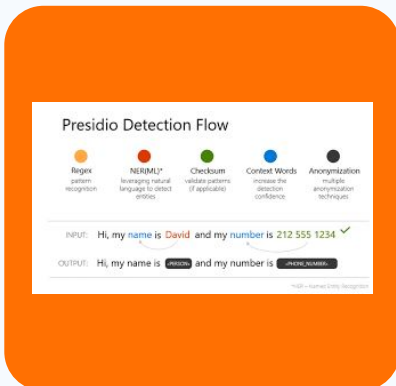 Presidio Detection Flow
Regex
pattern
recognition
NER(ML)*
leveraging natural
language to detect
entities
Checksum
validate patterns
(if applicable)
Context Words
increase the
detection
confidence
Anonymization
multiple
anonymization
techniques
INPUT: Hi, my name is David and my number is 212 555 1234
OUTPUT: Hi, my name is <PERSON> and my number is <PHONE_NUMBER>
*NER – Named Entity Recognition